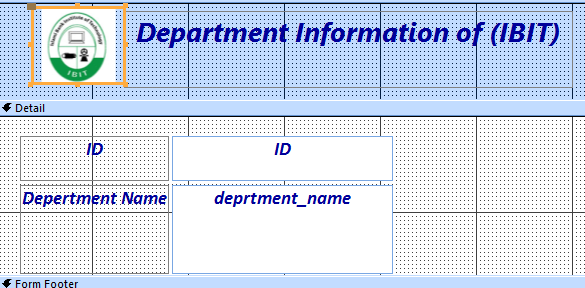 Department Information of (IBIT)
IBIT
Detail
ID ID
Depertment Name deprtment_name
Form Footer